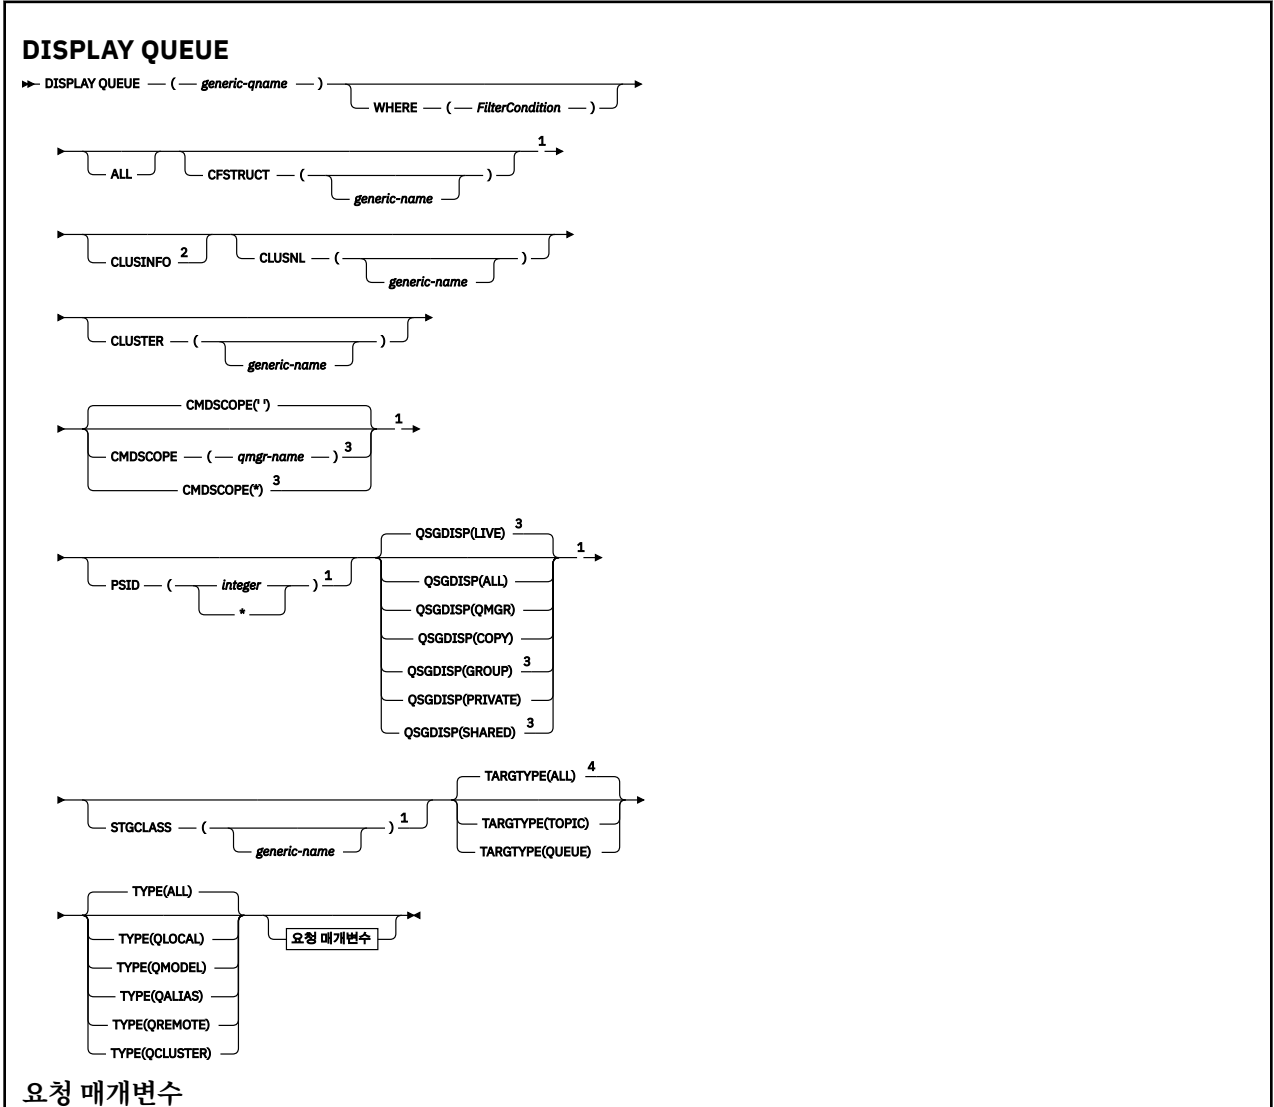 DISPLAY QUEUE
DISPLAY QUEUE ( generic-qname )
WHERE ( FilterCondition )
1
ALL CFSTRUCT ( )
generic-name
CLUSINFO 2 CLUSNL ( )
generic-name
CLUSTER ( )
generic-name
CMDSCOPE(' ')
1
CMDSCOPE ( qmgr-name ) 3
CMDSCOPE(*) 3
QSGDISP(LIVE) 3
1
PSID ( integer ) 1 QSGDISP(ALL)
*
QSGDISP(QMGR)
QSGDISP(COPY)
QSGDISP(GROUP) 3
QSGDISP(PRIVATE)
QSGDISP(SHARED) 3
TARGTYPE(ALL) 4
STGCLASS ( ) 1 TARGTYPE(TOPIC)
generic-name TARGTYPE(QUEUE)
TYPE(ALL)
TYPE(QLOCAL) 요청 매개변수
TYPE(QMODEL)
TYPE(QALIAS)
TYPE(QREMOTE)
TYPE(QCLUSTER)
요청 매개변수